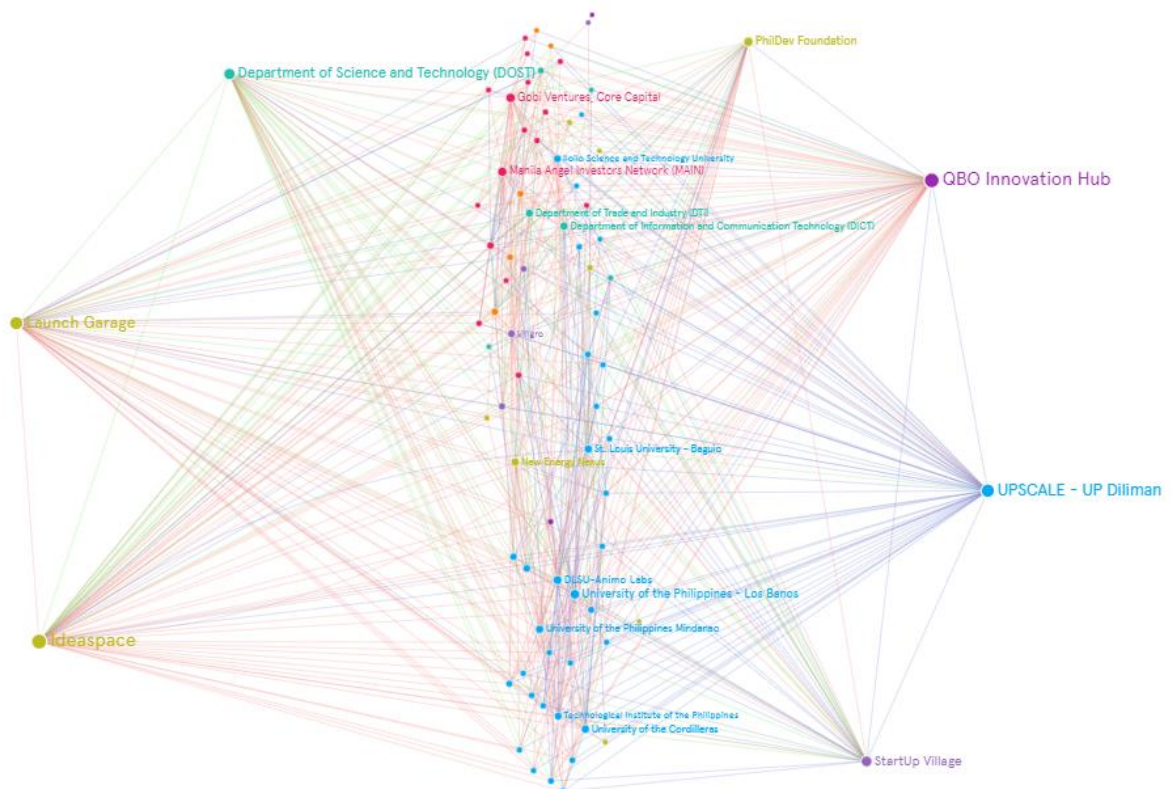 PhilDev Foundation
Department of Science and Technology (DOST)
Gobi Ventures, Core Capital
Iloilo Science and Technology University
Manila Angel Investors Network (MAIN)
QBO Innovation Hub
Department of Trade and Industry (DTI)
Department of Information and Communication Technology (DICT)
Launch Garage
St. Louis University - Baguio
New Energy Nexus
UPSCALE - UP Diliman
DLSU-Animo Labs
University of the Philippines - Los Banos
University of the Philippines Mindanao
Ideaspace
Technological Institute of the Philippines
University of the Cordilleras
StartUp Village